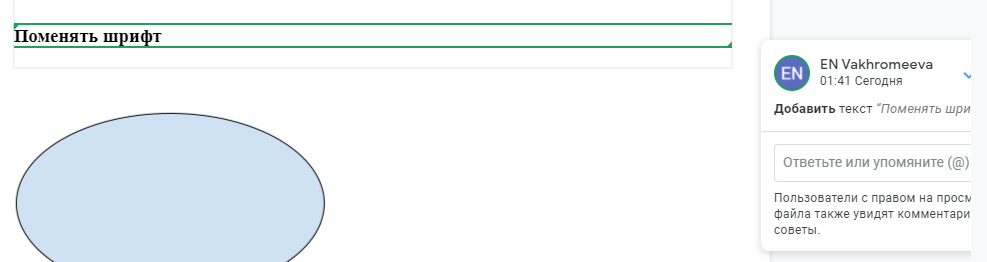 Поменять шрифт
EN
EN Vakhromeeva
01:41 Сегодня
Добавить текст “Поменять шри
Ответьте или упомяните (@)
Пользователи с правом на просм
файла также увидят комментари
советы.